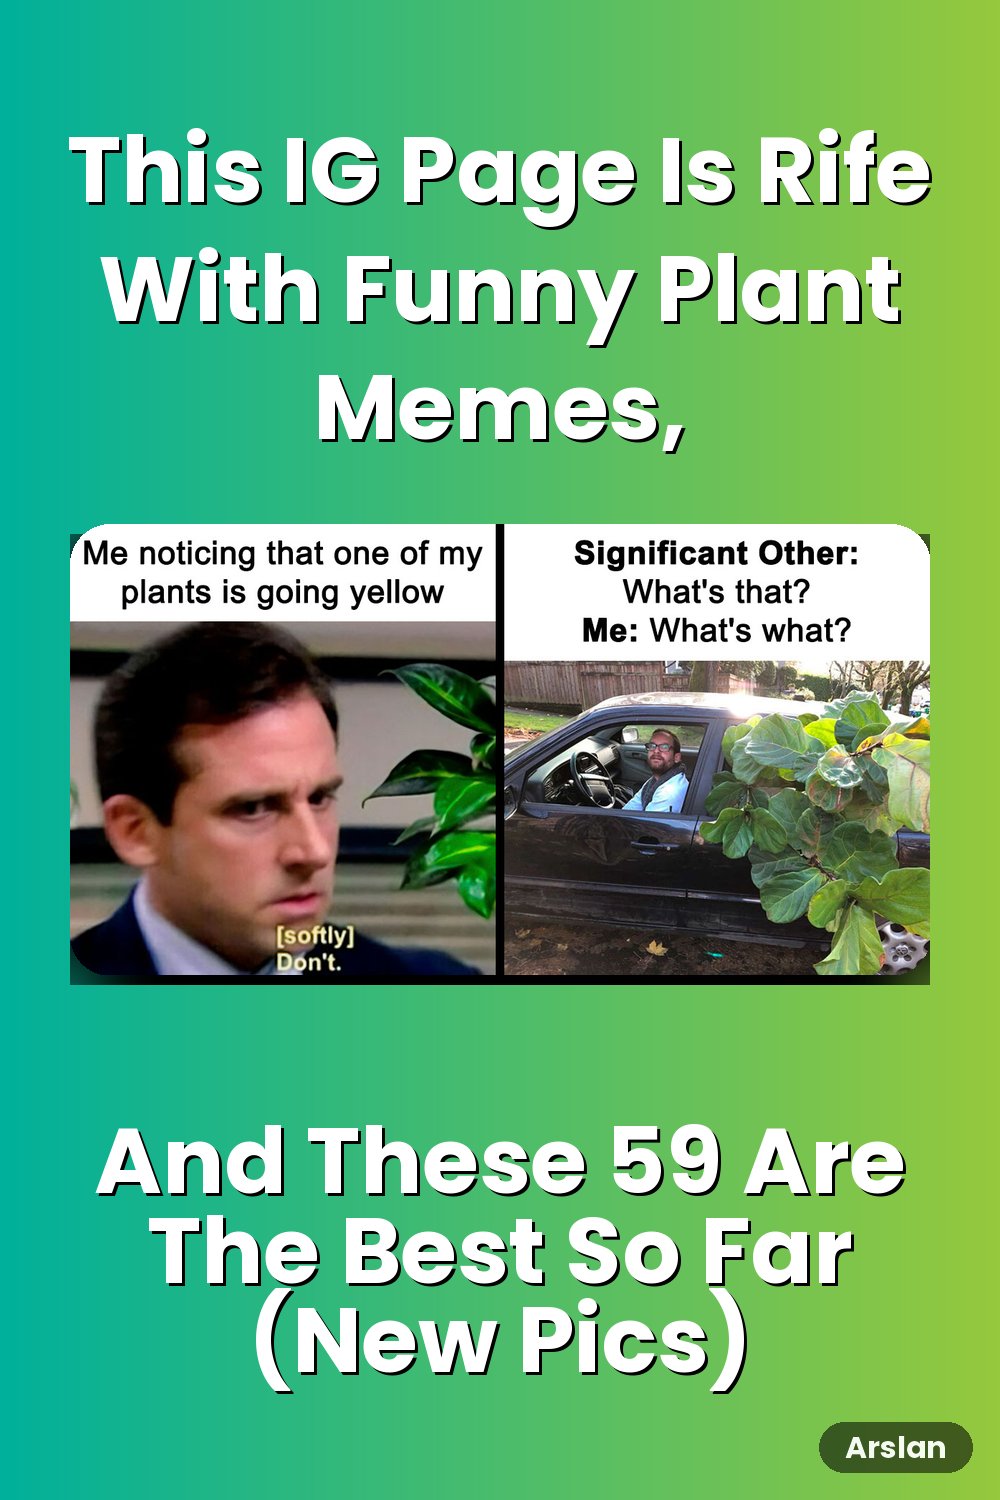 This IG Page Is Rife
With Funny Plant
Memes,
Me noticing that one of my
plants is going yellow
[softly]
Don't.
Significant Other:
What's that?
Me: What's what?
And These 59 Are
The Best So Far
(New Pics)
Arslan